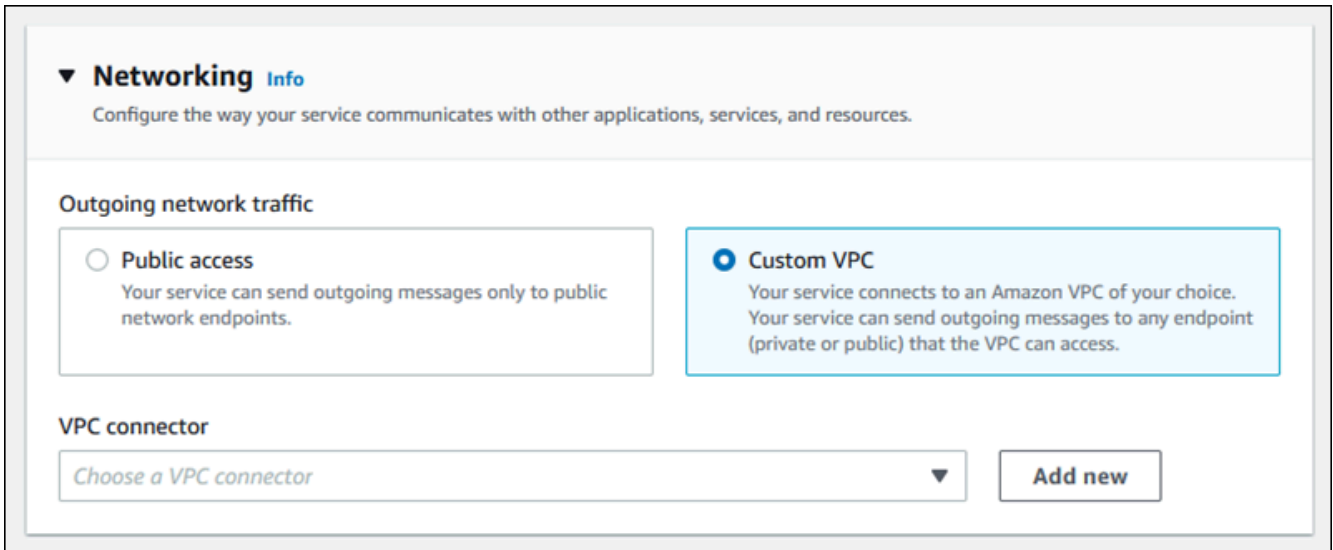 Networking Info
Configure the way your service communicates with other applications, services, and resources.
Outgoing network traffic
Public access
Your service can send outgoing messages only to public
network endpoints.
Custom VPC
Your service connects to an Amazon VPC of your choice.
Your service can send outgoing messages to any endpoint
(private or public) that the VPC can access.
VPC connector
Choose a VPC connector
Add new